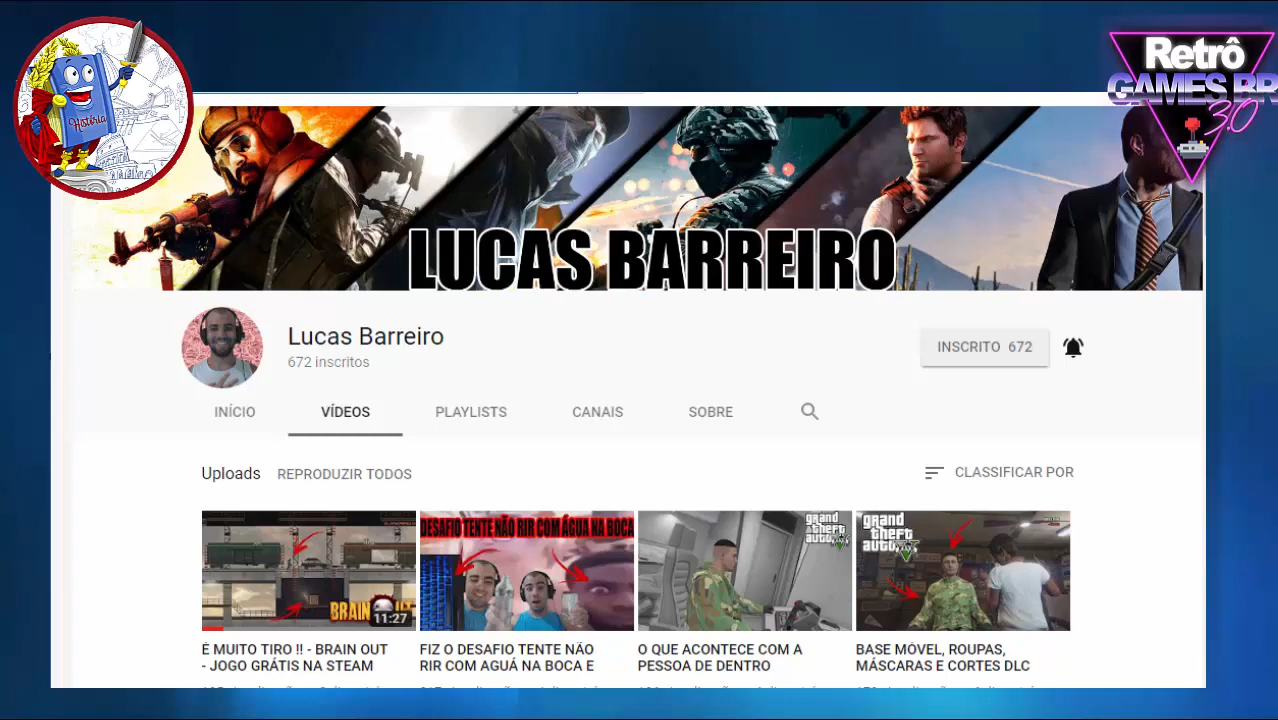 História
Retrô
GAMES BR
3.0
LUCAS BARREIRO
Lucas Barreiro
672 inscritos
INSCRITO 672
INÍCIO
VÍDEOS
PLAYLISTS
CANAIS
SOBRE
Uploads
REPRODUZIR TODOS
CLASSIFICAR POR
BRAIN
11:27
DESAFIO TENTE NÃO RIR COM ÁGUA NA BOCA
grand
theft
auto
V
grand
theft
auto
V
É MUITO TIRO !! - BRAIN OUT
- JOGO GRÁTIS NA STEAM
FIZ O DESAFIO TENTE NÃO
RIR COM AGUÁ NA BOCA E
O QUE ACONTECE COM A
PESSOA DE DENTRO
BASE MÓVEL, ROUPAS,
MÁSCARAS E CORTES DLC